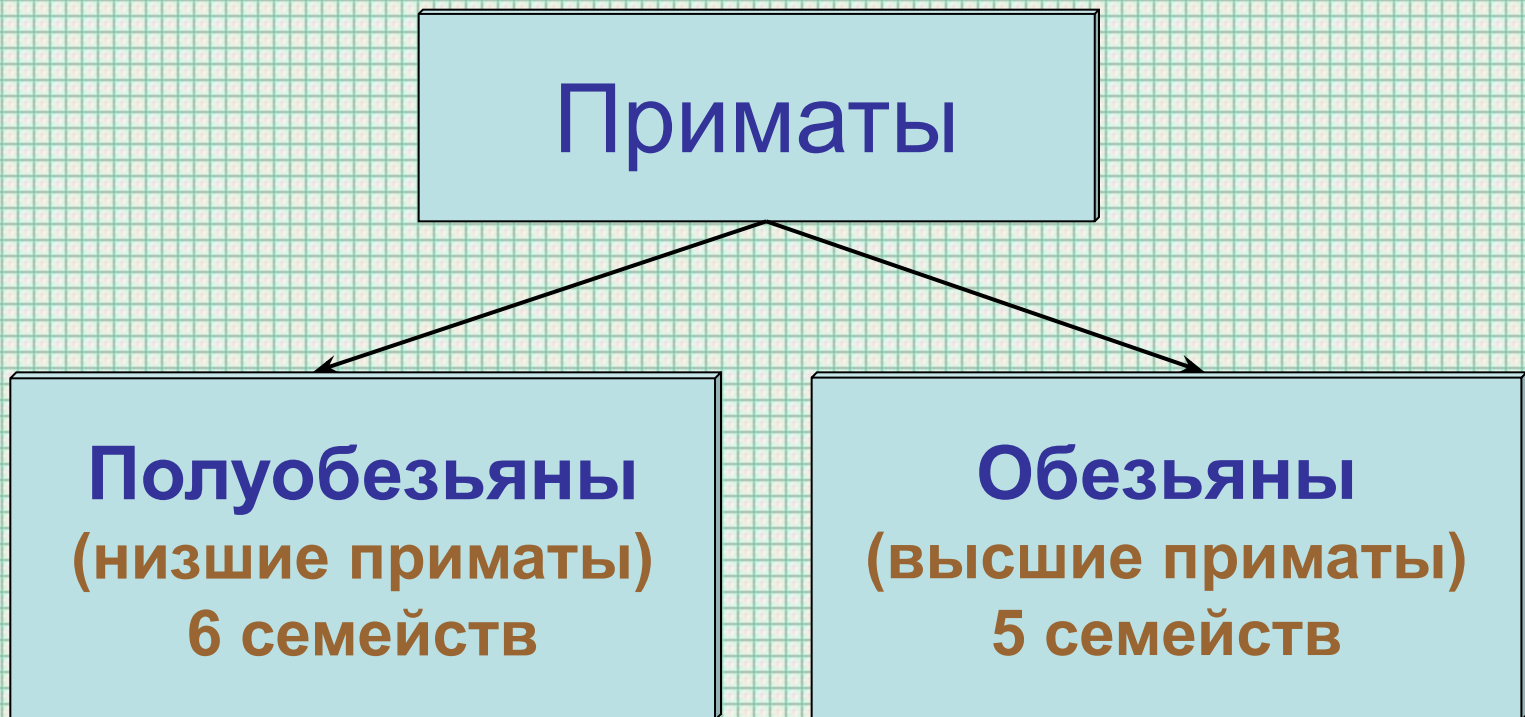 Приматы
Полуобезьяны
(низшие приматы)
6 семейств
Обезьяны
(высшие приматы)
5 семейств